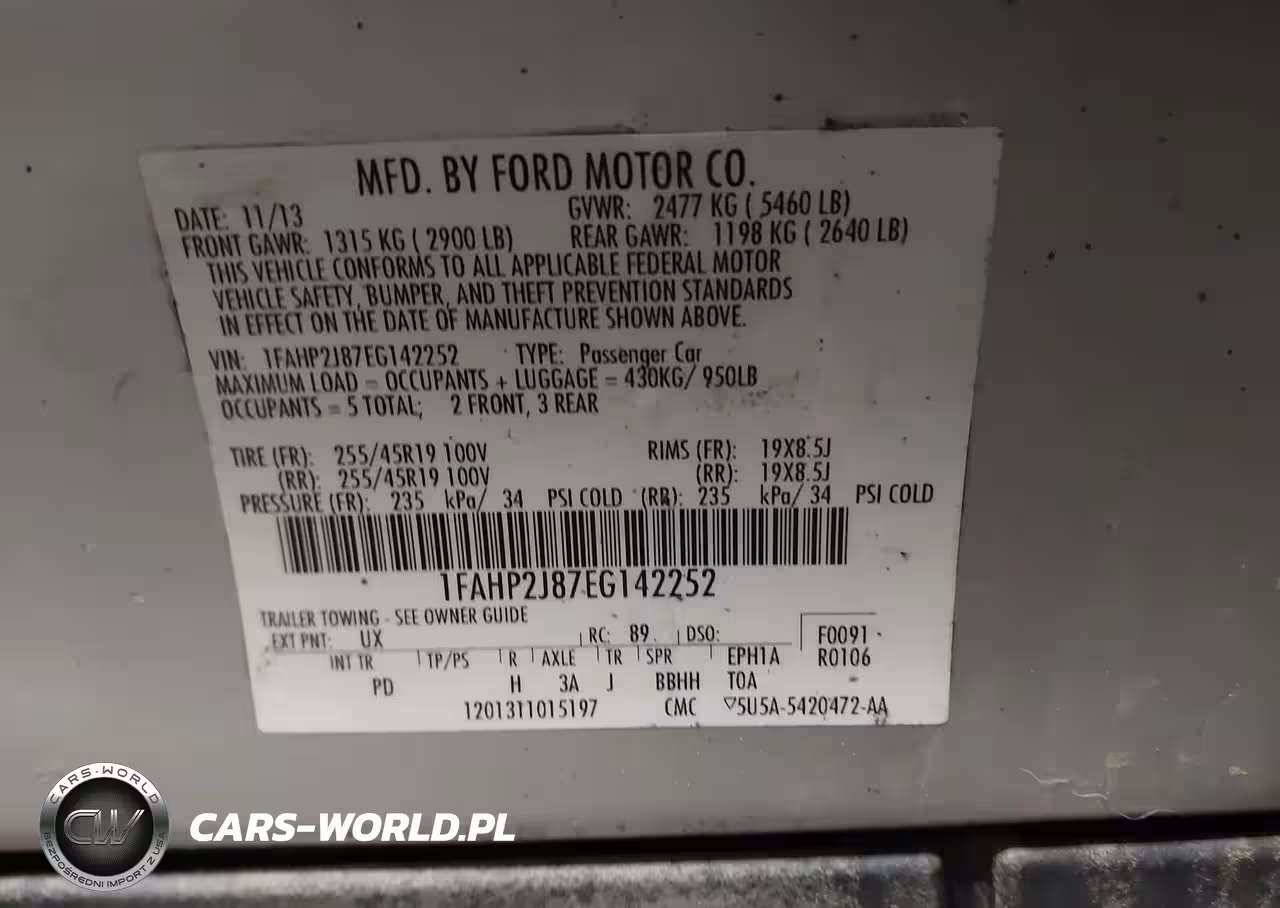 MFD. BY FORD MOTOR CO.
DATE: 11/13 GVWR: 2477 KG ( 5460 LB)
FRONT GAWR: 1315 KG ( 2900 LB) REAR GAWR: 1198 KG ( 2640 LB)
THIS VEHICLE CONFORMS TO ALL APPLICABLE FEDERAL MOTOR
VEHICLE SAFETY, BUMPER, AND THEFT PREVENTION STANDARDS
IN EFFECT ON THE DATE OF MANUFACTURE SHOWN ABOVE.
VIN: 1FAHP2J87EG142252 TYPE: Passenger Car
MAXIMUM LOAD = OCCUPANTS + LUGGAGE = 430KG/ 950LB
OCCUPANTS = 5 TOTAL; 2 FRONT, 3 REAR
TIRE (FR): 255/45R19 100V RIMS (FR): 19X8.5J
(RR): 255/45R19 100V (RR): 19X8.5J
PRESSURE (FR): 235 kPa/ 34 PSI COLD (RR): 235 kPa/ 34 PSI COLD
1FAHP2J87EG142252
TRAILER TOWING - SEE OWNER GUIDE
EXT PNT: UX RC: 89 DSO: F0091
INT TR TP/PS R AXLE TR SPR EPH1A R0106
PD H 3A J BBHH T0A
1201311015197 CMC ▽5U5A-5420472-AA
CARS-WORLD
CW
BEZPOŚREDNI IMPORT Z USA
CARS-WORLD.PL